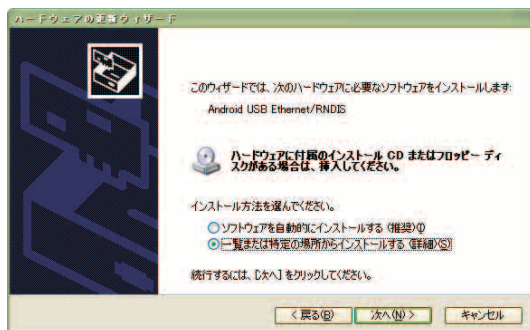 ハードウェアの更新ウィザード
このウィザードでは、次のハードウェアに必要なソフトウェアをインストールします:
Android USB Ethernet/RNDIS
ハードウェアに付属のインストール CD またはフロッピー ディ
スクがある場合は、挿入してください。
インストール方法を選んでください。
ソフトウェアを自動的にインストールする (推奨)(I)
一覧または特定の場所からインストールする (詳細)(S)
続行するには、[次へ] をクリックしてください。
< 戻る(B) 次へ(N) > キャンセル